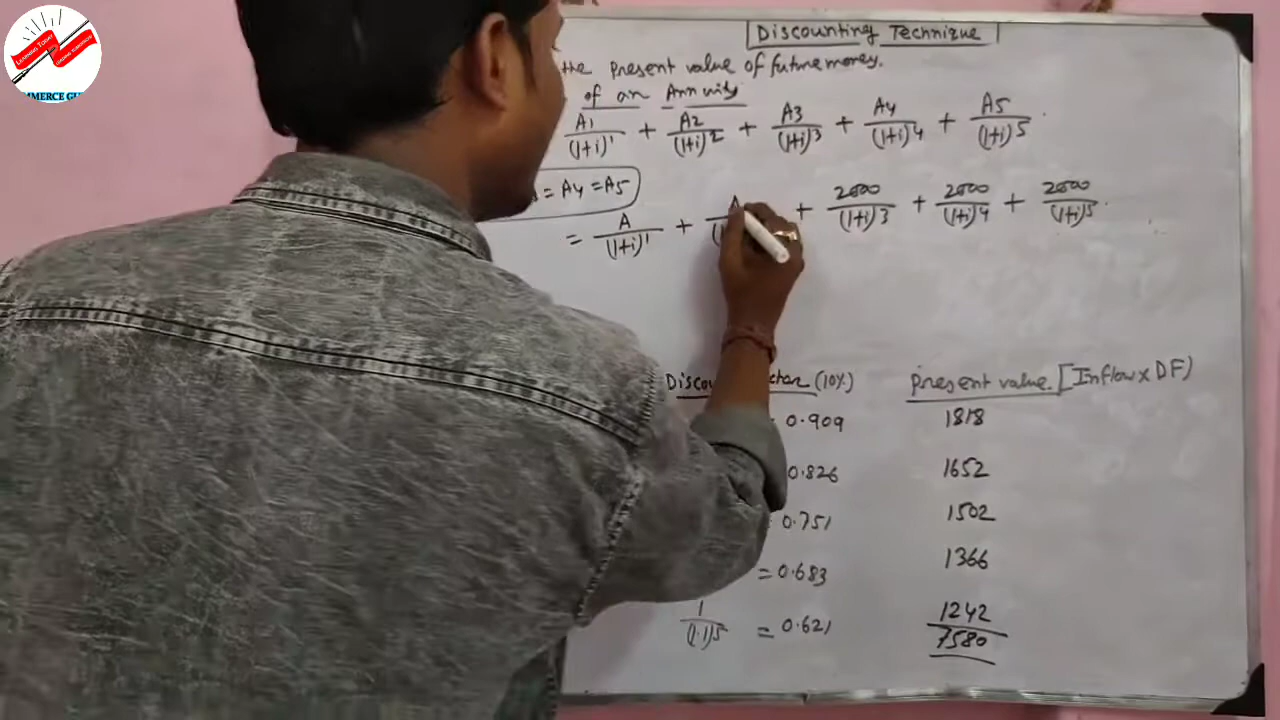 Discounting Technique
the present value of future money.
of an Annuity
A1/(1+i)¹ + A2/(1+i)² + A3/(1+i)³ + A4/(1+i)⁴ + A5/(1+i)⁵
= A4 = A5
= A/(1+i)¹ + A + 2000/(1+i)³ + 2000/(1+i)⁴ + 2000/(1+i)⁵
(10%) Present value [Inflow x DF)
0.909 1818
0.826 1652
0.751 1502
= 0.683 1366
1/(1.1)5 = 0.621 1242
7580